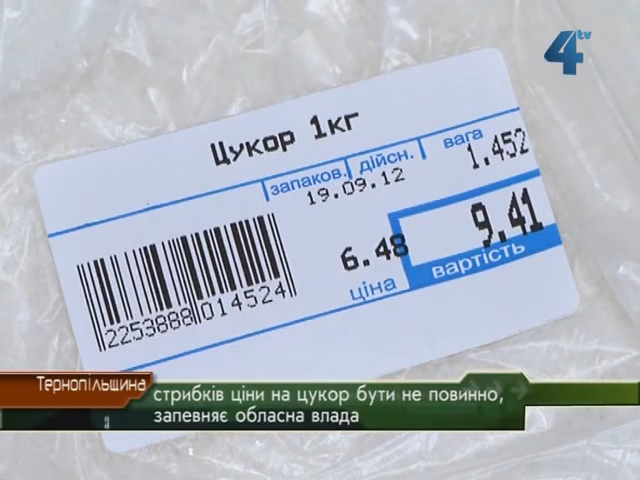 4tv
Цукор 1кг
запаков. дійсн. вага
19.09.12 1.452
6.48 9.41
ціна вартість
2253888 014524
Тернопільщина
стрибків ціни на цукор бути не повинно,
запевняє обласна влада